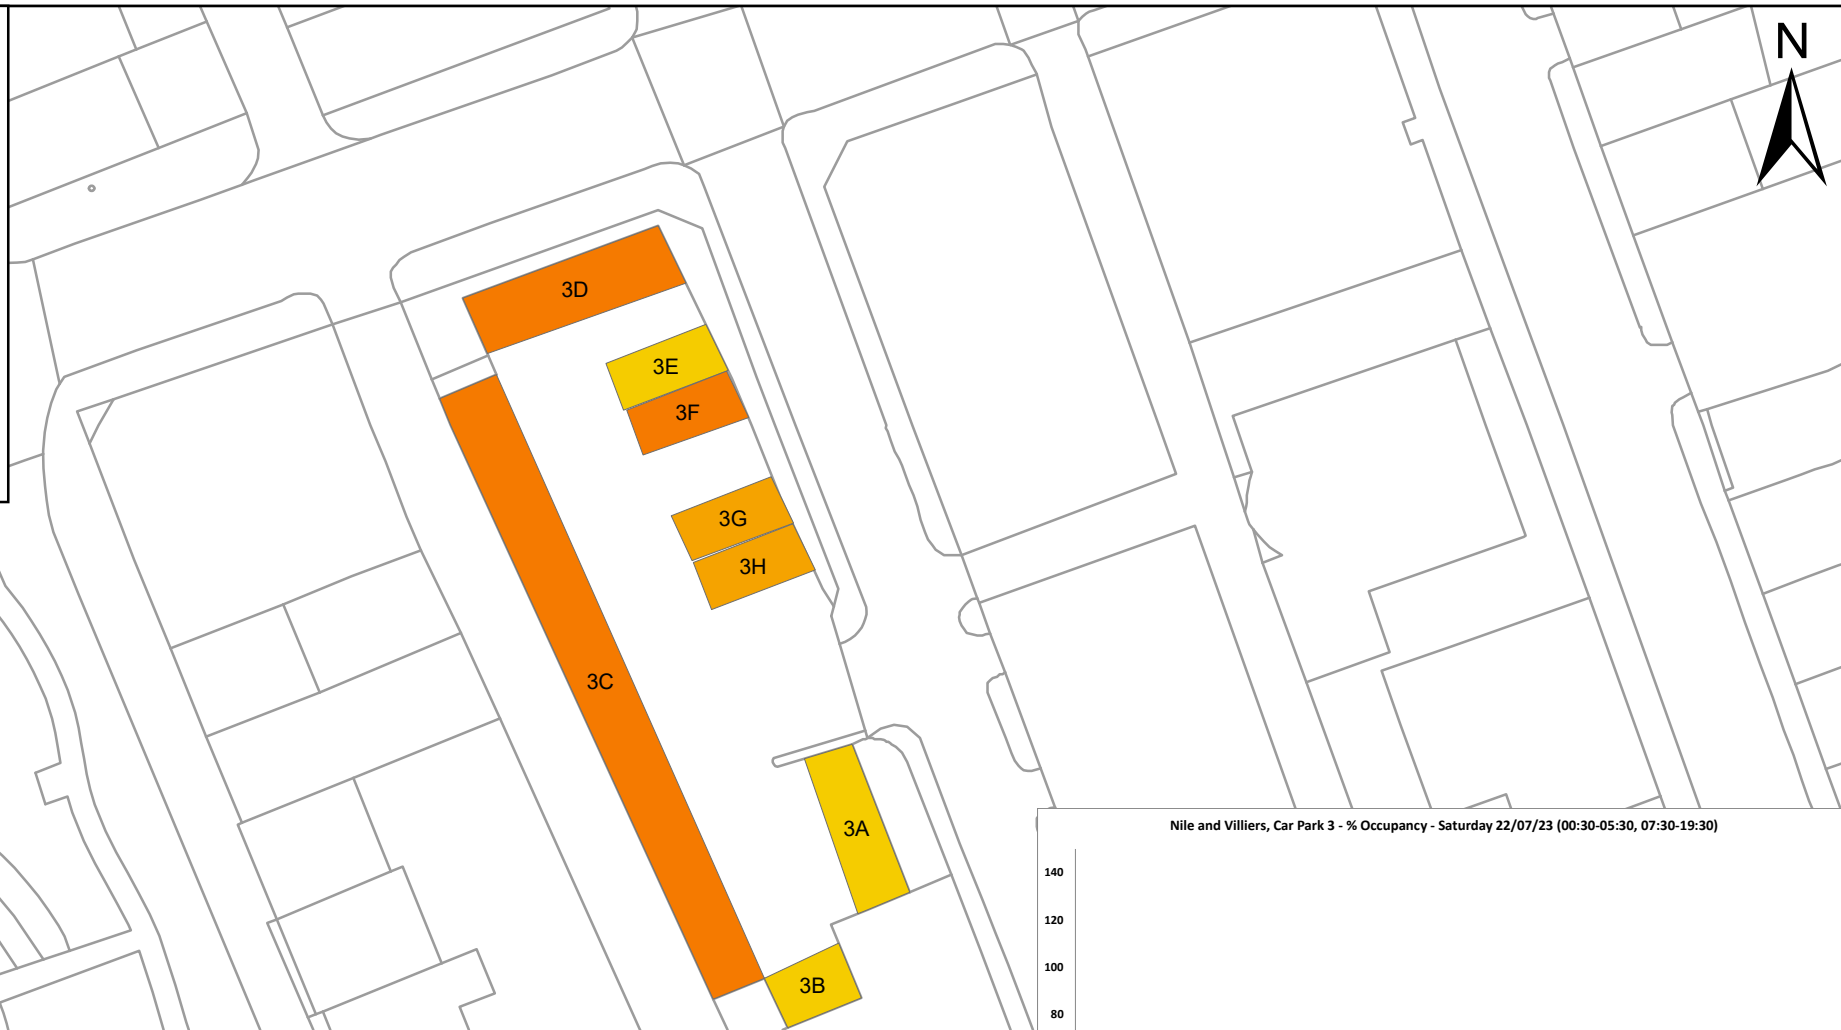 N
3D
3E
3F
3G
3H
3C
3A
3B
Nile and Villiers, Car Park 3 - % Occupancy - Saturday 22/07/23 (00:30-05:30, 07:30-19:30)
140
120
100
80